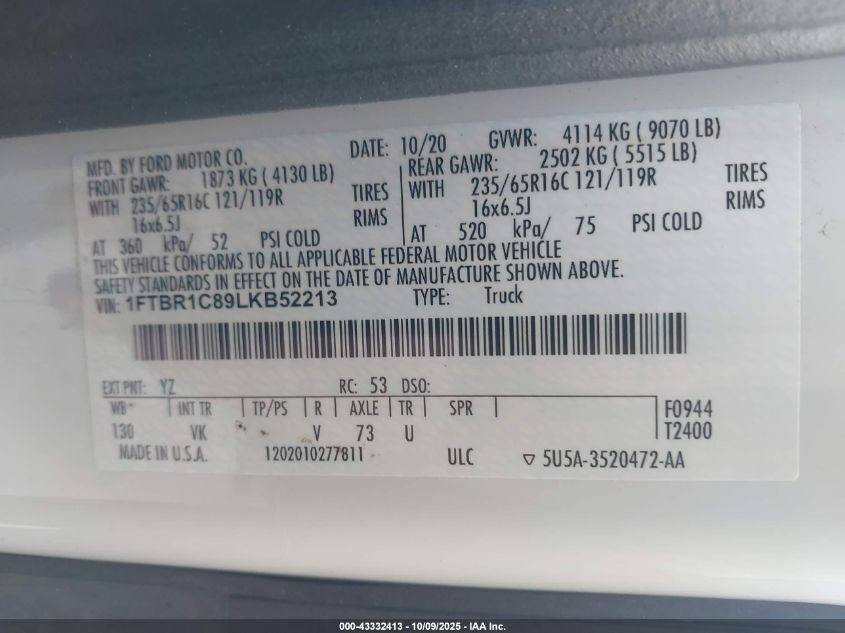 MFD. BY FORD MOTOR CO. DATE: 10/20 GVWR: 4114 KG ( 9070 LB)
FRONT GAWR: 1873 KG ( 4130 LB) REAR GAWR: 2502 KG ( 5515 LB)
WITH 235/65R16C 121/119R TIRES WITH 235/65R16C 121/119R TIRES
16x6.5J RIMS 16x6.5J RIMS
AT 360 kPa/ 52 PSI COLD AT 520 kPa/ 75 PSI COLD
THIS VEHICLE CONFORMS TO ALL APPLICABLE FEDERAL MOTOR VEHICLE
SAFETY STANDARDS IN EFFECT ON THE DATE OF MANUFACTURE SHOWN ABOVE.
VIN: 1FTBR1C89LKB52213 TYPE: Truck
EXT PNT: YZ RC: 53 DSO:
WB INT TR TP/PS R AXLE TR SPR F0944
130 VK V 73 U T2400
MADE IN U.S.A. 1202010277811 ULC ▽ 5U5A-3520472-AA
000-43332413 - 10/09/2025 - IAA Inc.